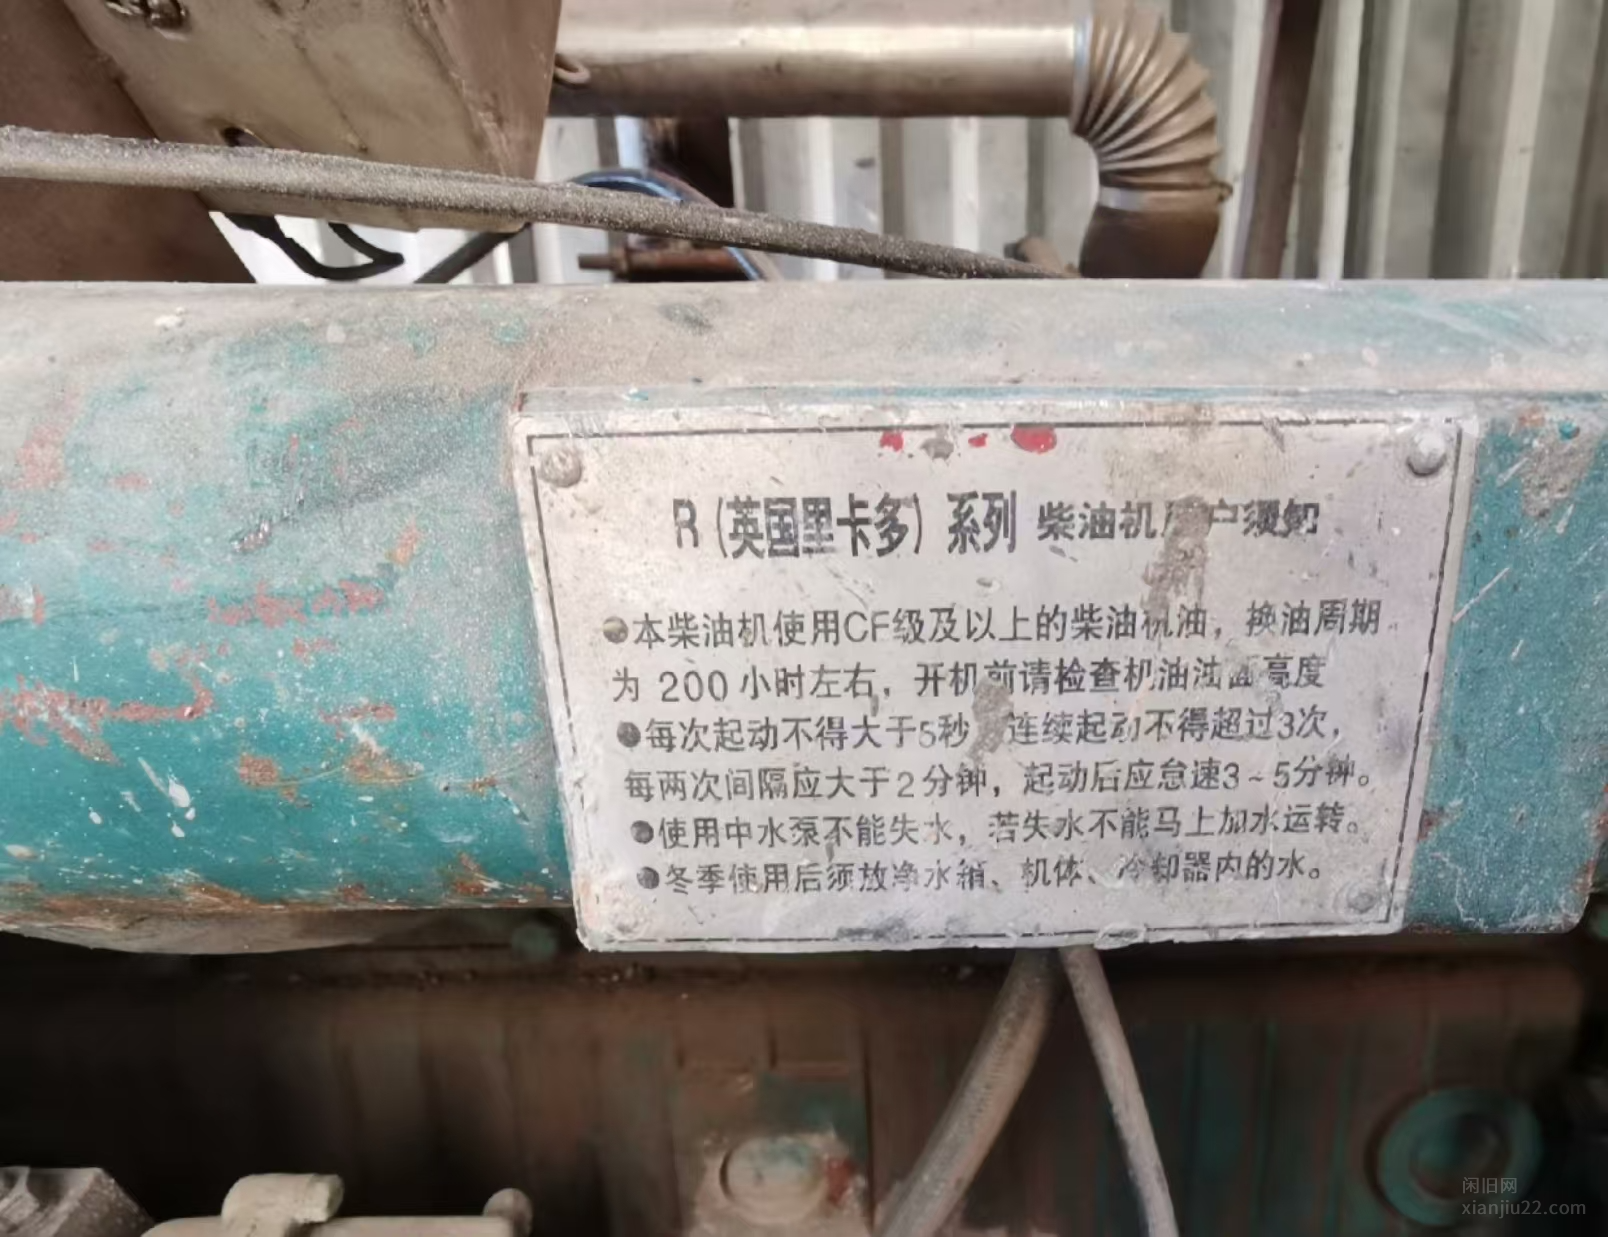 R(英国里卡多)系列 柴油机用户须知
●本柴油机使用CF级及以上的柴油机油，换油周期
为 200小时左右，开机前请检查机油油面高度
●每次起动不得大于5秒 连续起动不得超过3次，
每两次间隔应大于2分钟，起动后应怠速3~5分钟。
●使用中水泵不能失水，若失水不能马上加水运转。
●冬季使用后须放净水箱、机体、冷却器内的水。
闲旧网
xianjiu22.com